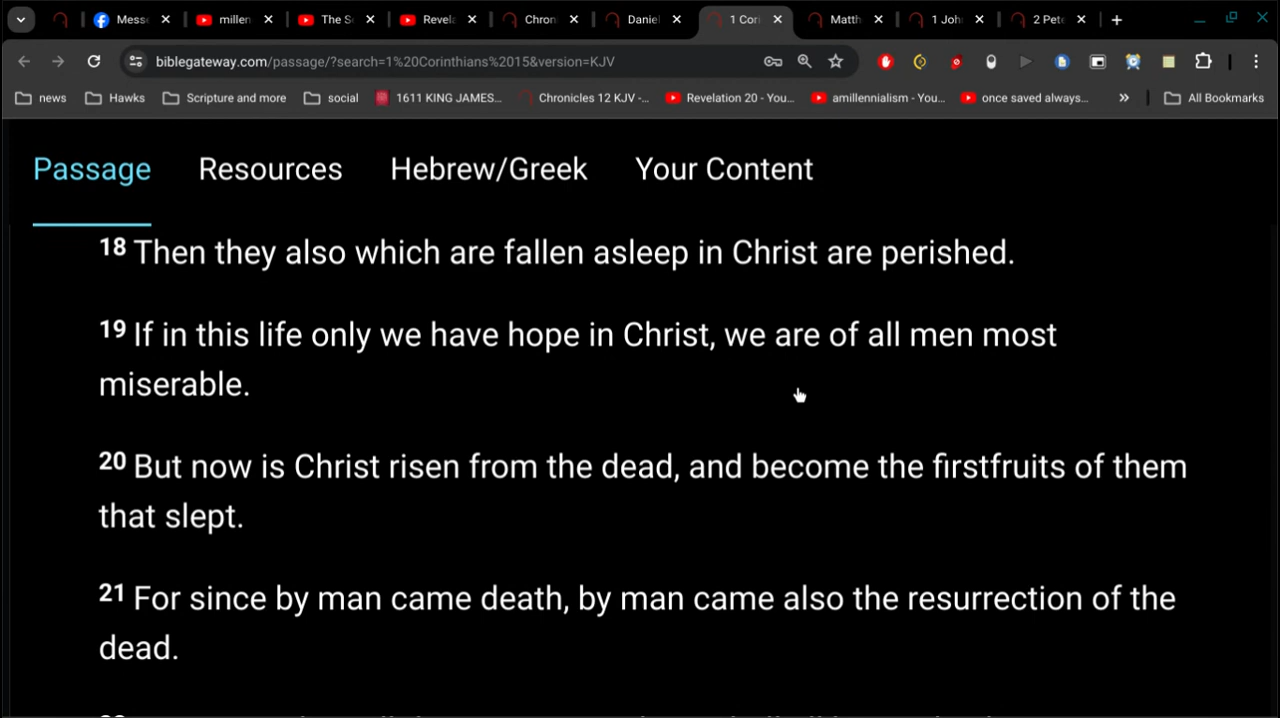 Mess
millen
The S
Revela
Chron
Daniel
1 Cori
Matth
1 Joh
2 Pete
biblegateway.com/passage/?search=1%20Corinthians%2015&version=KJV
news
Hawks
Scripture and more
social
1611 KING JAMES...
Chronicles 12 KJV -...
Revelation 20 - You...
amillennialism - You...
once saved always...
»
All Bookmarks
Passage
Resources
Hebrew/Greek
Your Content
18 Then they also which are fallen asleep in Christ are perished.
19 If in this life only we have hope in Christ, we are of all men most
miserable.
20 But now is Christ risen from the dead, and become the firstfruits of them
that slept.
21 For since by man came death, by man came also the resurrection of the
dead.